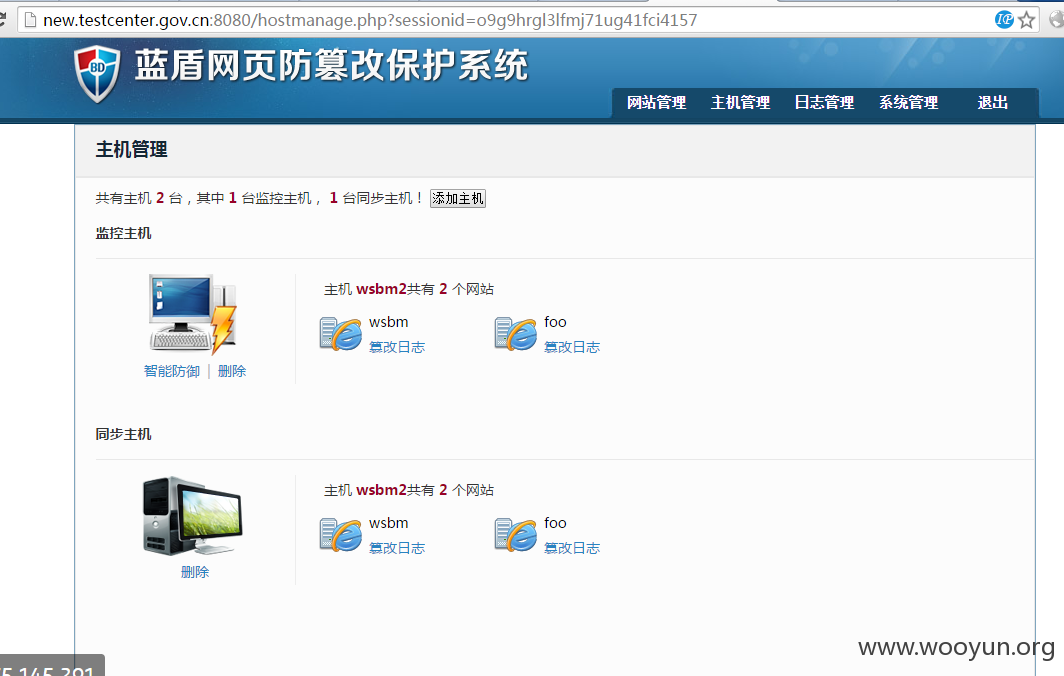 new.testcenter.gov.cn:8080/hostmanage.php?sessionid=o9g9hrgl3lfmj71ug41fci4157
BD 蓝盾网页防篡改保护系统
网站管理 主机管理 日志管理 系统管理 退出
主机管理
共有主机 2 台，其中 1 台监控主机， 1 台同步主机！ 添加主机
监控主机
主机 wsbm2共有 2 个网站
wsbm foo
篡改日志 篡改日志
智能防御 | 删除
同步主机
主机 wsbm2共有 2 个网站
wsbm foo
篡改日志 篡改日志
删除
www.wooyun.org